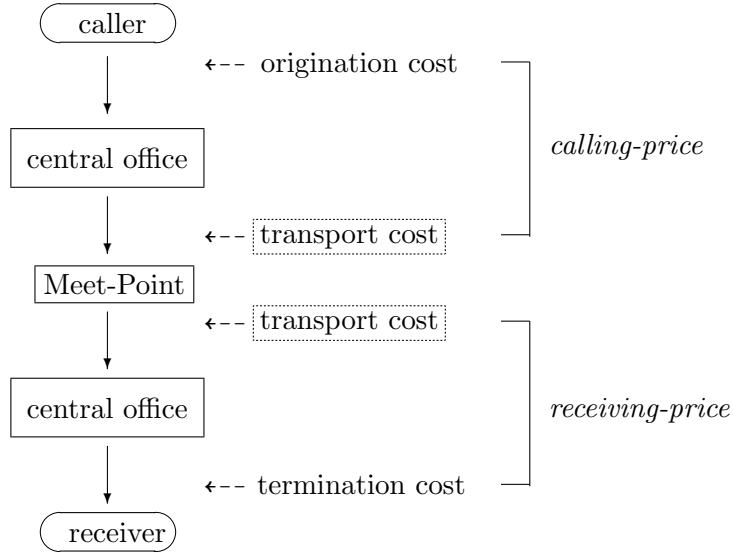 caller
origination cost
calling-price
central office
transport cost
Meet-Point
transport cost
central office
receiving-price
termination cost
receiver